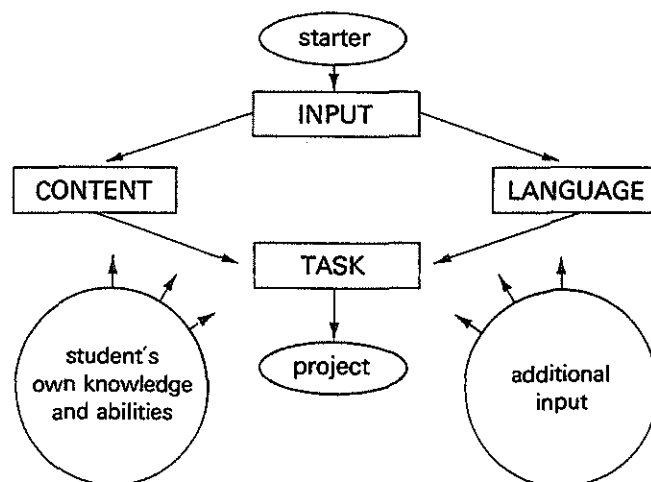 starter
INPUT
CONTENT
LANGUAGE
TASK
student's
own knowledge
and abilities
project
additional
input